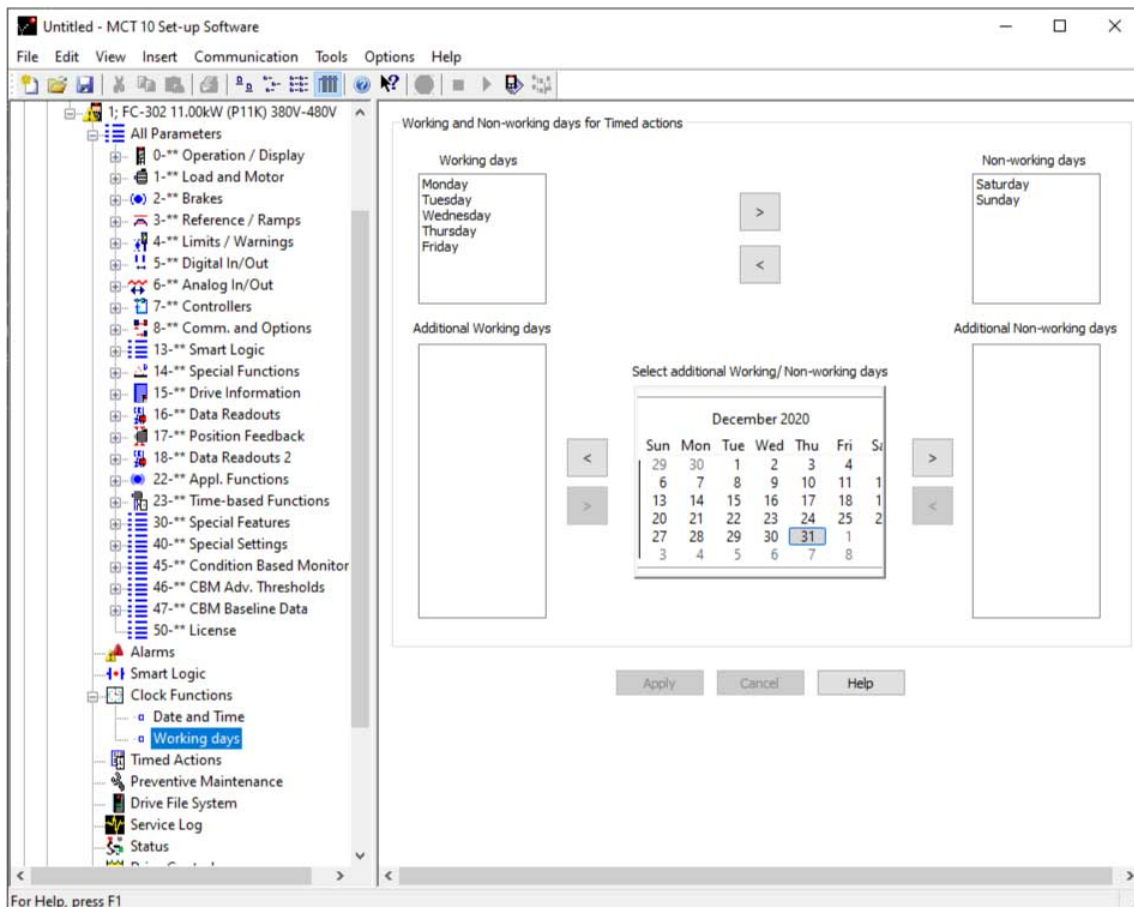 Untitled - MCT 10 Set-up Software
File Edit View Insert Communication Tools Options Help
1; FC-302 11.00kW (P11K) 380V-480V
All Parameters
0-** Operation / Display
1-** Load and Motor
2-** Brakes
3-** Reference / Ramps
4-** Limits / Warnings
5-** Digital In/Out
6-** Analog In/Out
7-** Controllers
8-** Comm. and Options
13-** Smart Logic
14-** Special Functions
15-** Drive Information
16-** Data Readouts
17-** Position Feedback
18-** Data Readouts 2
22-** Appl. Functions
23-** Time-based Functions
30-** Special Features
40-** Special Settings
45-** Condition Based Monitor
46-** CBM Adv. Thresholds
47-** CBM Baseline Data
50-** License
Alarms
Smart Logic
Clock Functions
Date and Time
Working days
Timed Actions
Preventive Maintenance
Drive File System
Service Log
Status
Working and Non-working days for Timed actions
Working days
Monday
Tuesday
Wednesday
Thursday
Friday
>
<
Non-working days
Saturday
Sunday
Additional Working days
Select additional Working/ Non-working days
Additional Non-working days
December 2020
Sun Mon Tue Wed Thu Fri
29 30 1 2 3 4
6 7 8 9 10 11 1
13 14 15 16 17 18 1
20 21 22 23 24 25 2
27 28 29 30 31 1
3 4 5 6 7 8
<
>
>
<
Apply Cancel Help
For Help, press F1